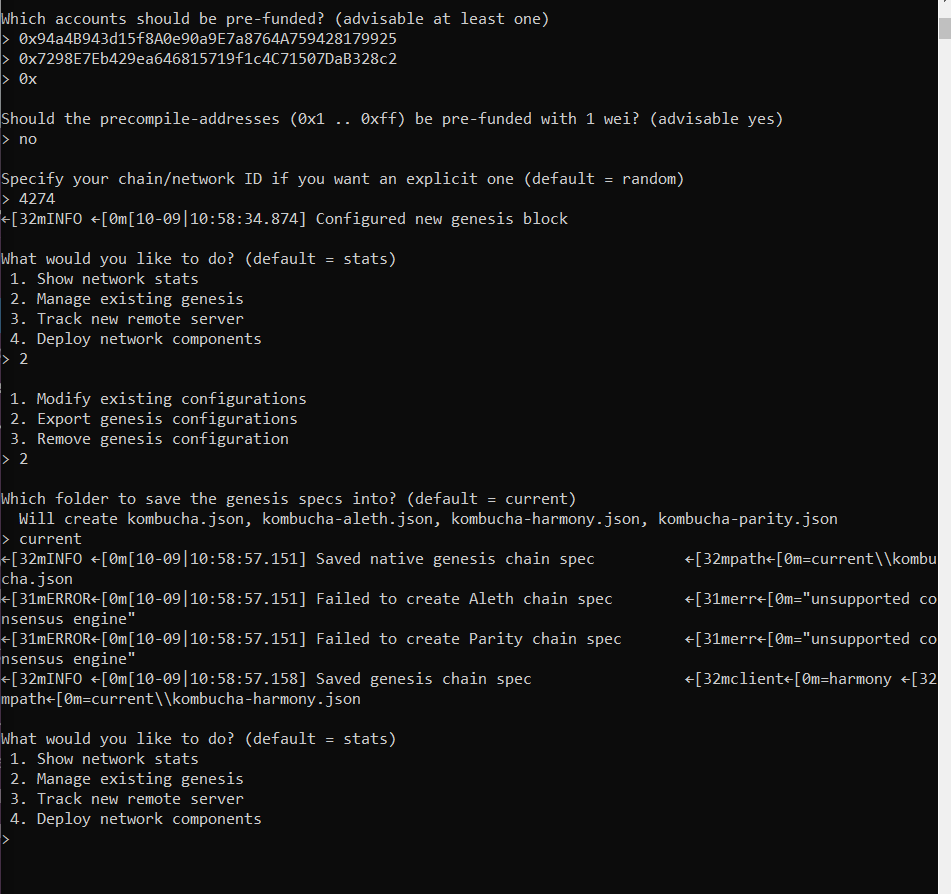 Which accounts should be pre-funded? (advisable at least one)
> 0x94a4B943d15f8A0e90a9E7a8764A759428179925
> 0x7298E7Eb429ea646815719f1c4C71507DaB328c2
> 0x
Should the precompile-addresses (0x1 .. 0xff) be pre-funded with 1 wei? (advisable yes)
> no
Specify your chain/network ID if you want an explicit one (default = random)
> 4274
←[32mINFO ←[0m[10-09|10:58:34.874] Configured new genesis block
What would you like to do? (default = stats)
1. Show network stats
2. Manage existing genesis
3. Track new remote server
4. Deploy network components
> 2
1. Modify existing configurations
2. Export genesis configurations
3. Remove genesis configuration
> 2
Which folder to save the genesis specs into? (default = current)
Will create kombucha.json, kombucha-aleth.json, kombucha-harmony.json, kombucha-parity.json
> current
←[32mINFO ←[0m[10-09|10:58:57.151] Saved native genesis chain spec ←[32mpath←[0m=current\\kombu
cha.json
←[31mERROR←[0m[10-09|10:58:57.151] Failed to create Aleth chain spec ←[31merr←[0m="unsupported co
nsensus engine"
←[31mERROR←[0m[10-09|10:58:57.151] Failed to create Parity chain spec ←[31merr←[0m="unsupported co
nsensus engine"
←[32mINFO ←[0m[10-09|10:58:57.158] Saved genesis chain spec ←[32mclient←[0m=harmony ←[32
mpath←[0m=current\\kombucha-harmony.json
What would you like to do? (default = stats)
1. Show network stats
2. Manage existing genesis
3. Track new remote server
4. Deploy network components
>